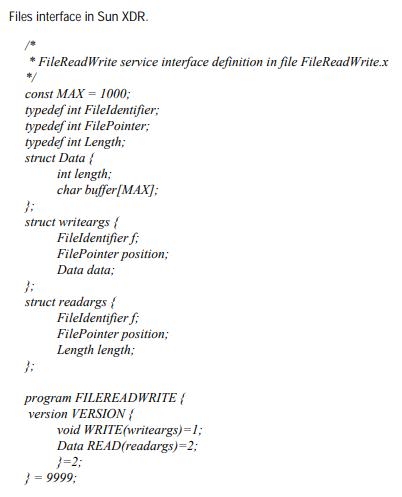 Files interface in Sun XDR.
/*
* FileReadWrite service interface definition in file FileReadWrite.x
*/
const MAX = 1000;
typedef int FileIdentifier;
typedef int FilePointer;
typedef int Length;
struct Data {
int length;
char buffer[MAX];
};
struct writeargs {
FileIdentifier f;
FilePointer position;
Data data;
};
struct readargs {
FileIdentifier f;
FilePointer position;
Length length;
};
program FILEREADWRITE {
version VERSION {
void WRITE(writeargs)=1;
Data READ(readargs)=2;
}=2;
} = 9999;